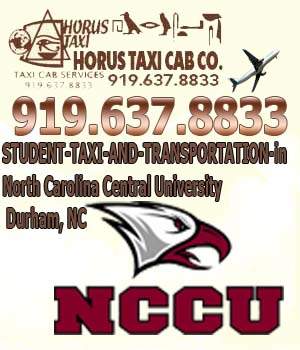 HORUS
TAXI
TAXI CAB SERVICES
919.637.8833
HORUS TAXI CAB CO.
919.637.8833
919.637.8833
STUDENT-TAXI-AND-TRANSPORTATION-in
North Carolina Central University
Durham, NC
NCCU